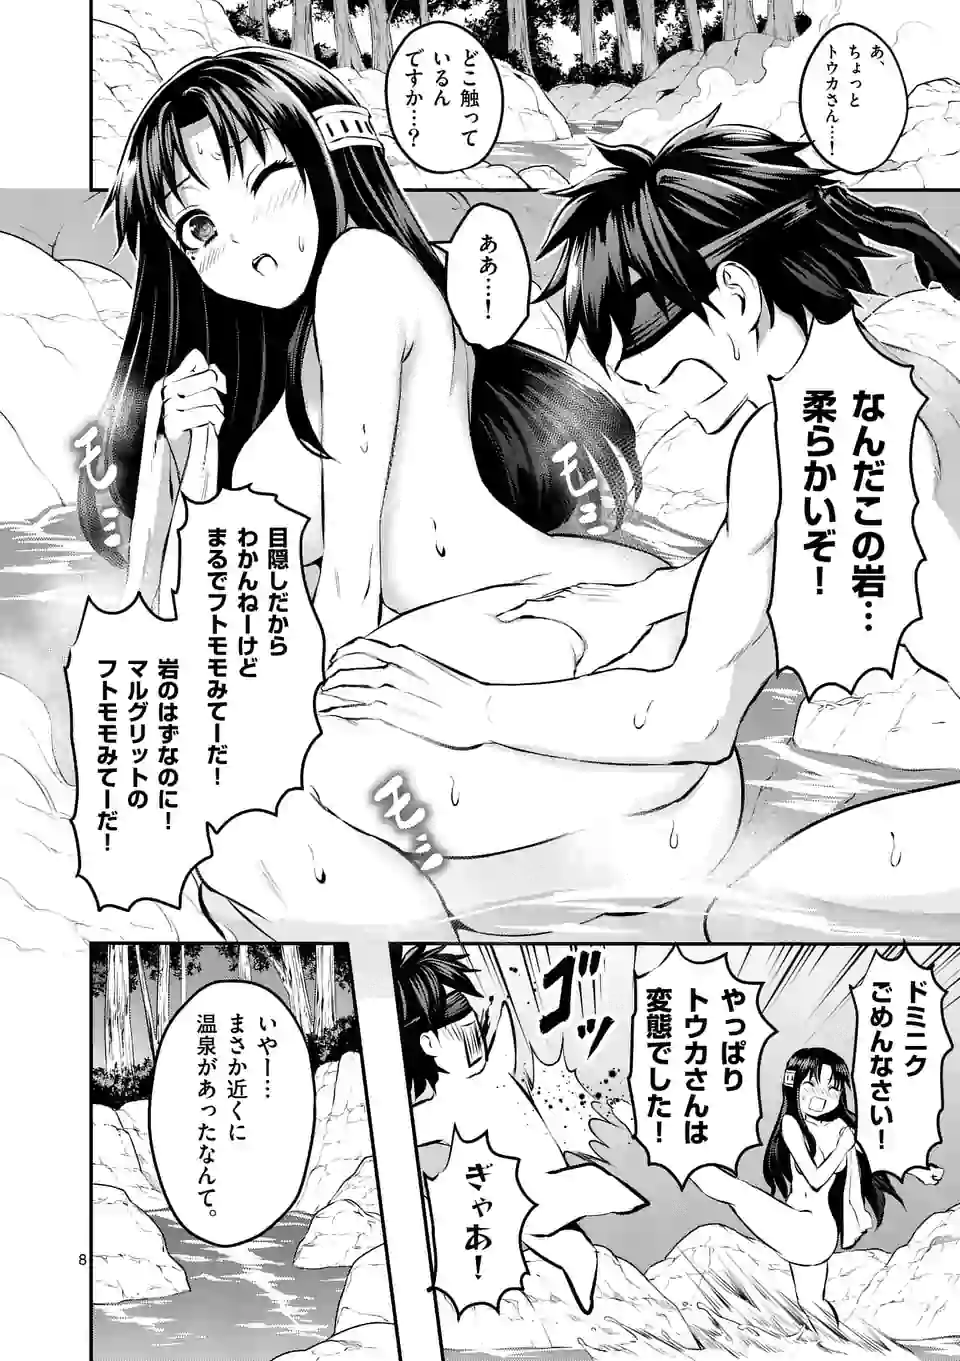 あ、
ちょっと
トウカさん…！
どこ触って
いるん
ですか…？
ああ…！
なんだこの岩…
柔らかいぞ！
モミ
モミ
目隠しだから
わかんねーけど
まるでフトモモみてーだ！
岩のはずなのに！
マルグリットの
フトモモみてーだ！
モミ
ドミニク
ごめんなさい！
やっぱり
トウカさんは
変態でした！
ゴッ
ぎゃあ！
いやー…
まさか近くに
温泉があったなんて。
8